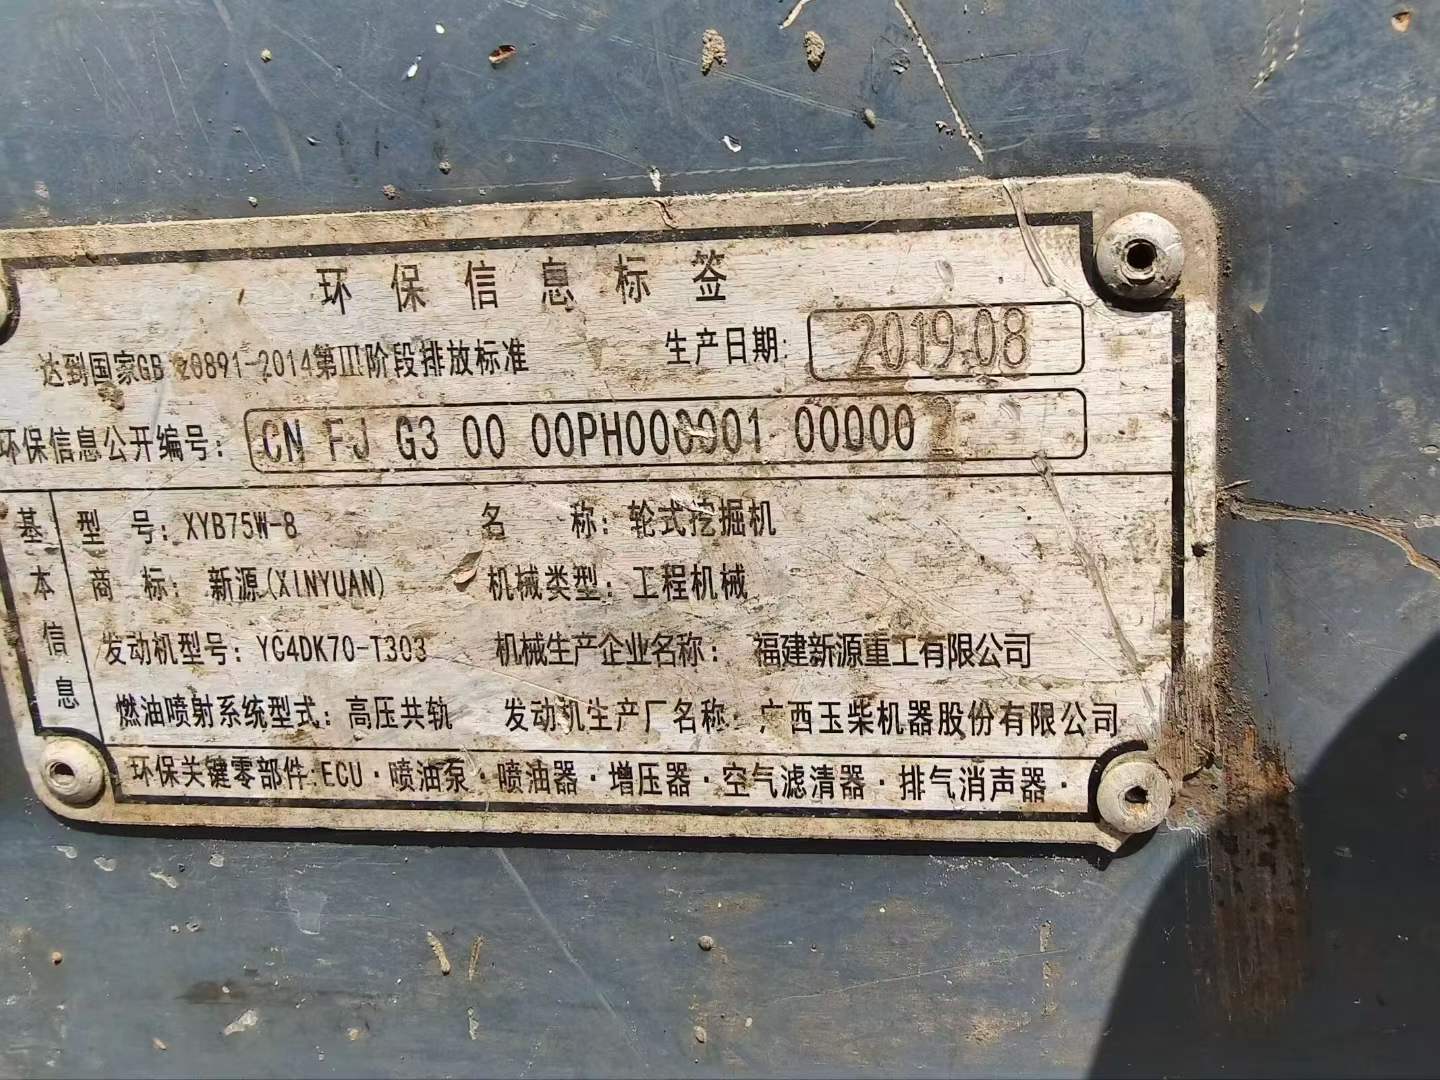 环保信息标签
达到国家GB 20891-2014第Ⅲ阶段排放标准 生产日期: 2019.08
环保信息公开编号: CN FJ G3 00 00PH000001 00000
基本信息
型 号: XYB75W-8 名 称: 轮式挖掘机
商 标: 新源(XINYUAN) 机械类型: 工程机械
发动机型号: YC4DK70-T303 机械生产企业名称: 福建新源重工有限公司
燃油喷射系统型式: 高压共轨 发动机生产厂名称: 广西玉柴机器股份有限公司
环保关键零部件:ECU·喷油泵·喷油器·增压器·空气滤清器·排气消声器·